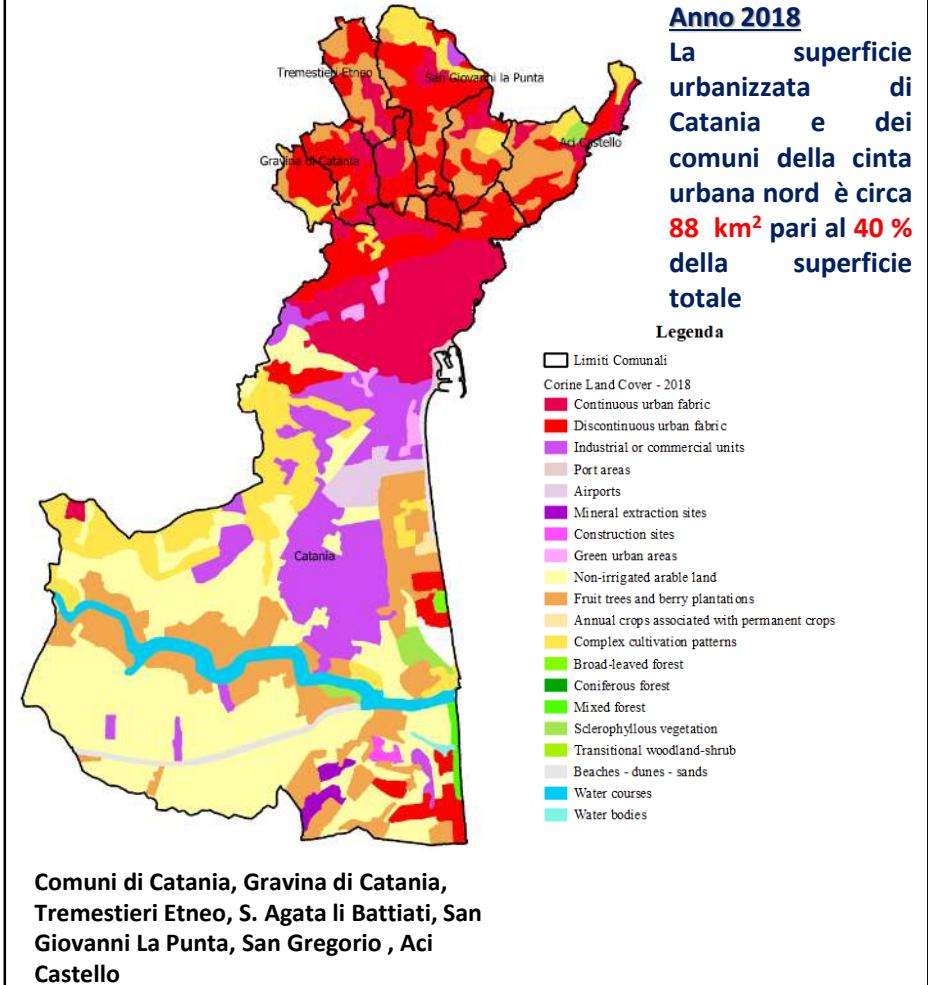 Anno 2018
La superficie
urbanizzata di
Catania e dei
comuni della cinta
urbana nord è circa
88 km² pari al 40 %
della superficie
totale
Tremestieri Etneo
San Giovanni la Punta
Gravina di Catania
Aci Castello
Catania
Legenda
Limiti Comunali
Corine Land Cover - 2018
Continuous urban fabric
Discontinuous urban fabric
Industrial or commercial units
Port areas
Airports
Mineral extraction sites
Construction sites
Green urban areas
Non-irrigated arable land
Fruit trees and berry plantations
Annual crops associated with permanent crops
Complex cultivation patterns
Broad-leaved forest
Coniferous forest
Mixed forest
Sclerophyllous vegetation
Transitional woodland-shrub
Beaches - dunes - sands
Water courses
Water bodies
Comuni di Catania, Gravina di Catania,
Tremestieri Etneo, S. Agata li Battiati, San
Giovanni La Punta, San Gregorio , Aci
Castello